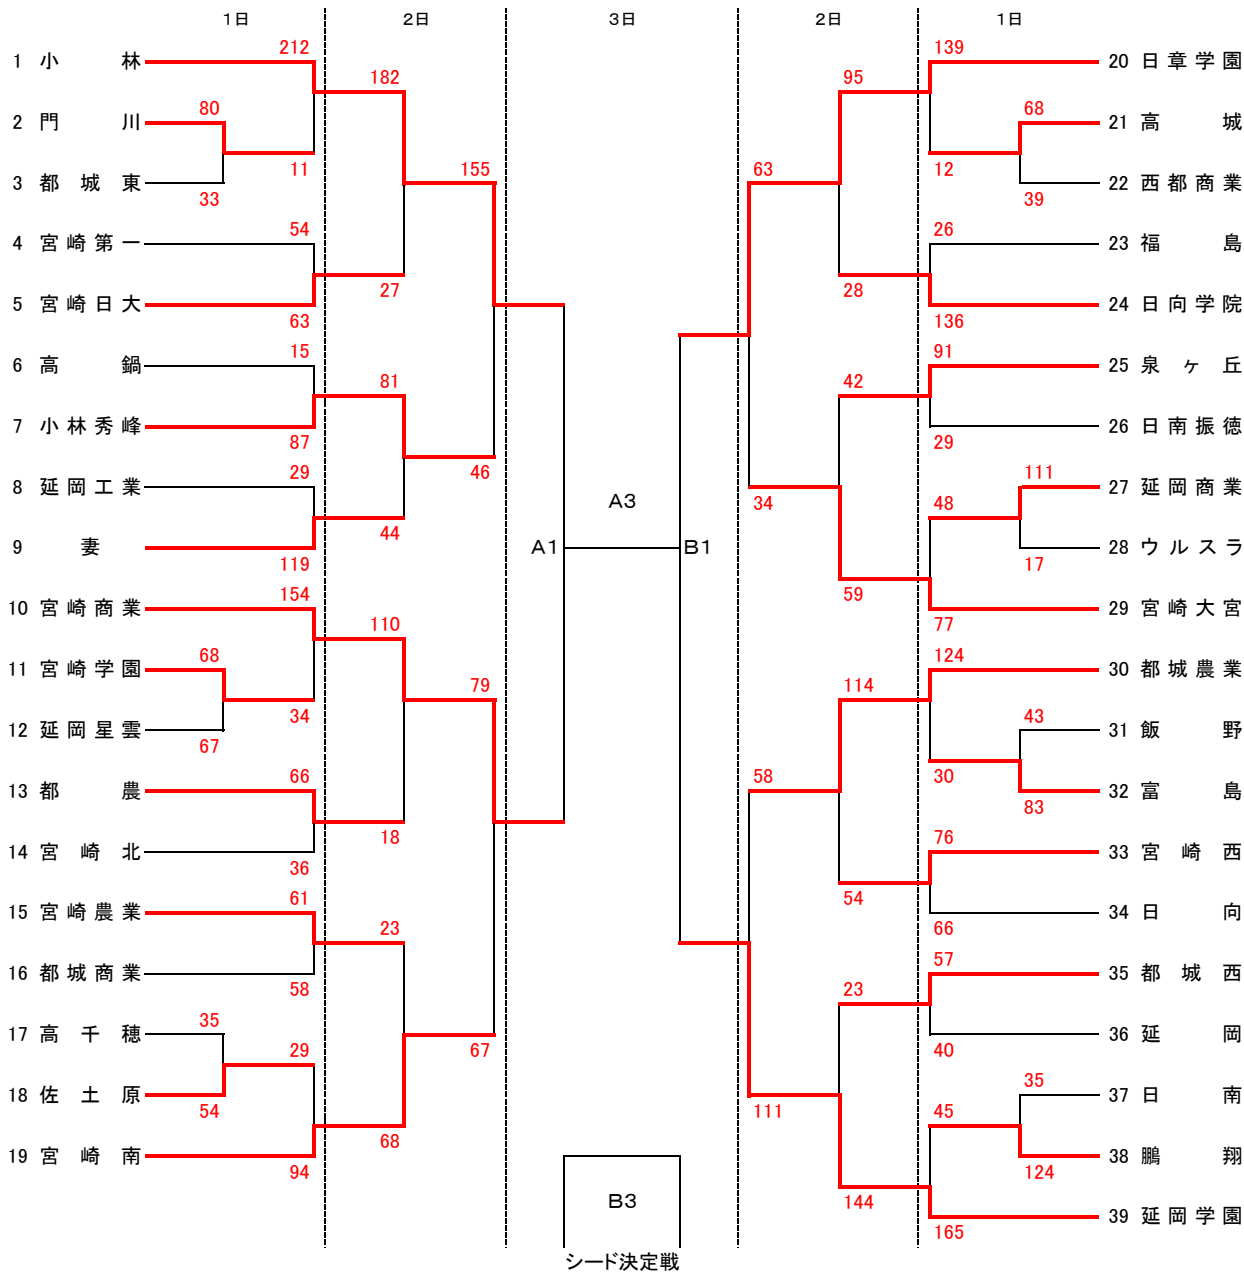 1日 2日 3日 2日 1日
212 139
1 小林 20 日章学園
182 95
80 68
2 門川 21 高城
11 155 63 12
3 都城東 22 西都商業
33 39
54 26
4 宮崎第一 23 福島
27 28
5 宮崎日大 24 日向学院
63 136
15 91
6 高鍋 25 泉ヶ丘
81 42
7 小林秀峰 26 日南振徳
87 29
29 46 111
8 延岡工業 27 延岡商業
A3 34 48
44
9 妻 A1 B1 28 ウルスラ
119 17
154 59
10 宮崎商業 29 宮崎大宮
110 77
68 124
11 宮崎学園 79 114 30 都城農業
34 43
12 延岡星雲 31 飯野
67
66 58 30
13 都農 32 富島
18 83
14 宮崎北 76
36 33 宮崎西
61 54
15 宮崎農業 34 日向
23 66
16 都城商業 57
58 35 都城西
35 23
17 高千穂 36 延岡
29 67 40
18 佐土原 35
54 37 日南
111 45
19 宮崎南 68 38 鵬翔
94 124
B3 144 39 延岡学園
165
シード決定戦